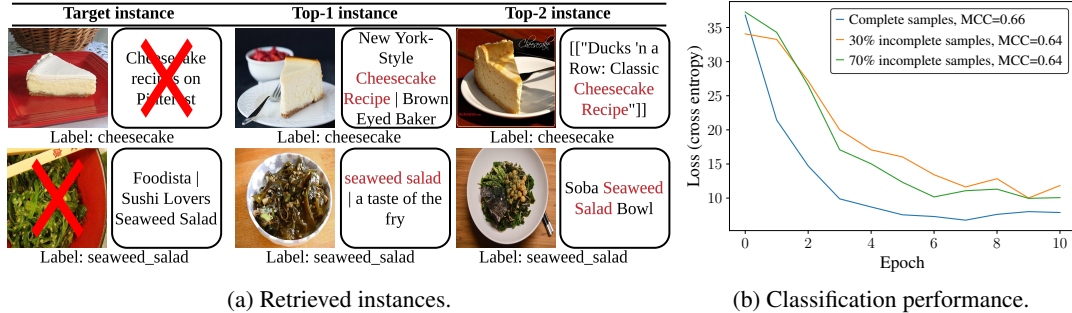 Target instance
Top-1 instance
Top-2 instance
Cheesecake
recipes on
Pinterest
New York-
Style
Cheesecake
Recipe | Brown
Eyed Baker
Cheesecake
[["Ducks 'n a
Row: Classic
Cheesecake
Recipe"]]
Label: cheesecake
Label: cheesecake
Label: cheesecake
Foodista |
Sushi Lovers
Seaweed Salad
seaweed salad
| a taste of the
fry
Soba Seaweed
Salad Bowl
Label: seaweed_salad
Label: seaweed_salad
Label: seaweed_salad
(a) Retrieved instances.
Complete samples, MCC=0.66
30% incomplete samples, MCC=0.64
70% incomplete samples, MCC=0.64
Loss (cross entropy)
35
30
25
20
15
10
0
2
4
6
8
10
Epoch
(b) Classification performance.